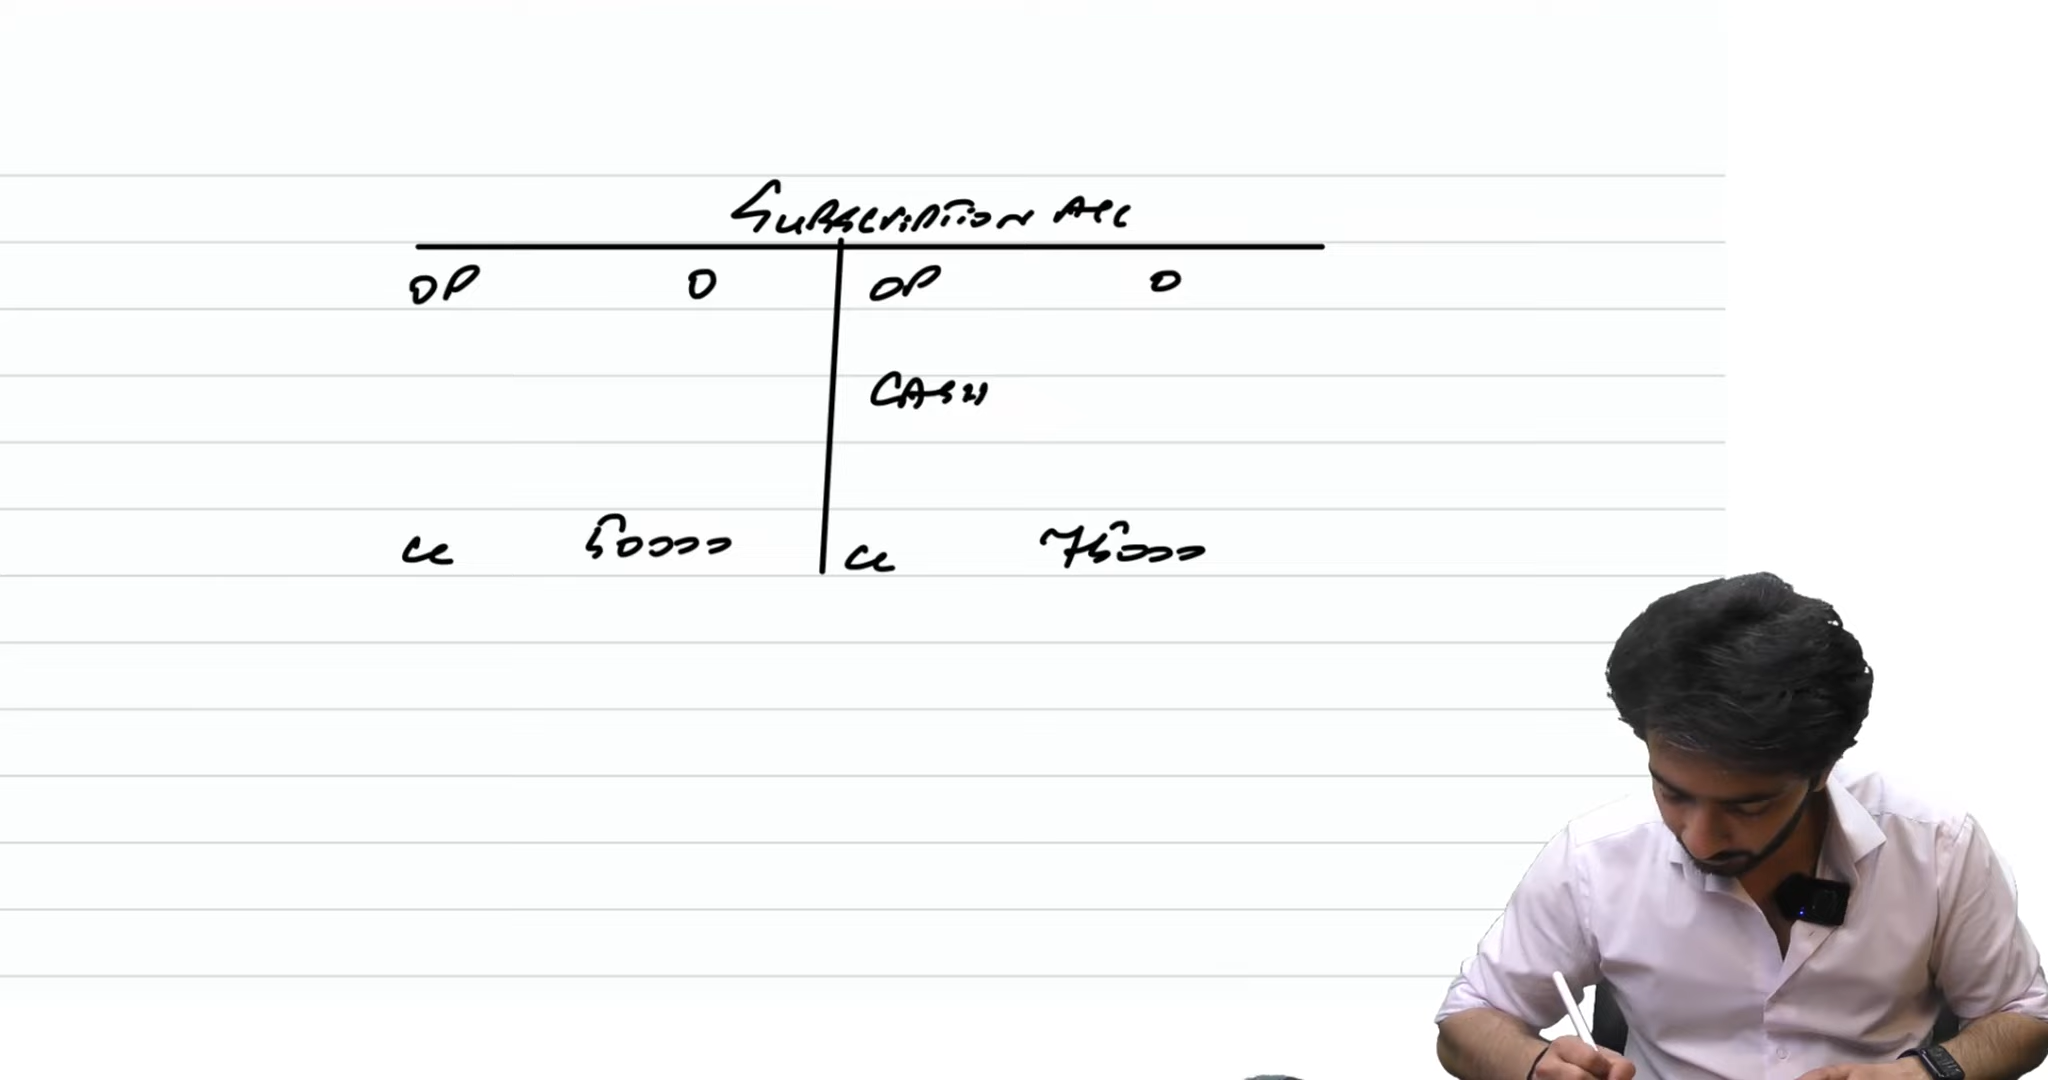 SUBSCRIPTION A/C
OP 0 OP 0
CASH
CL 50000 CL 75000